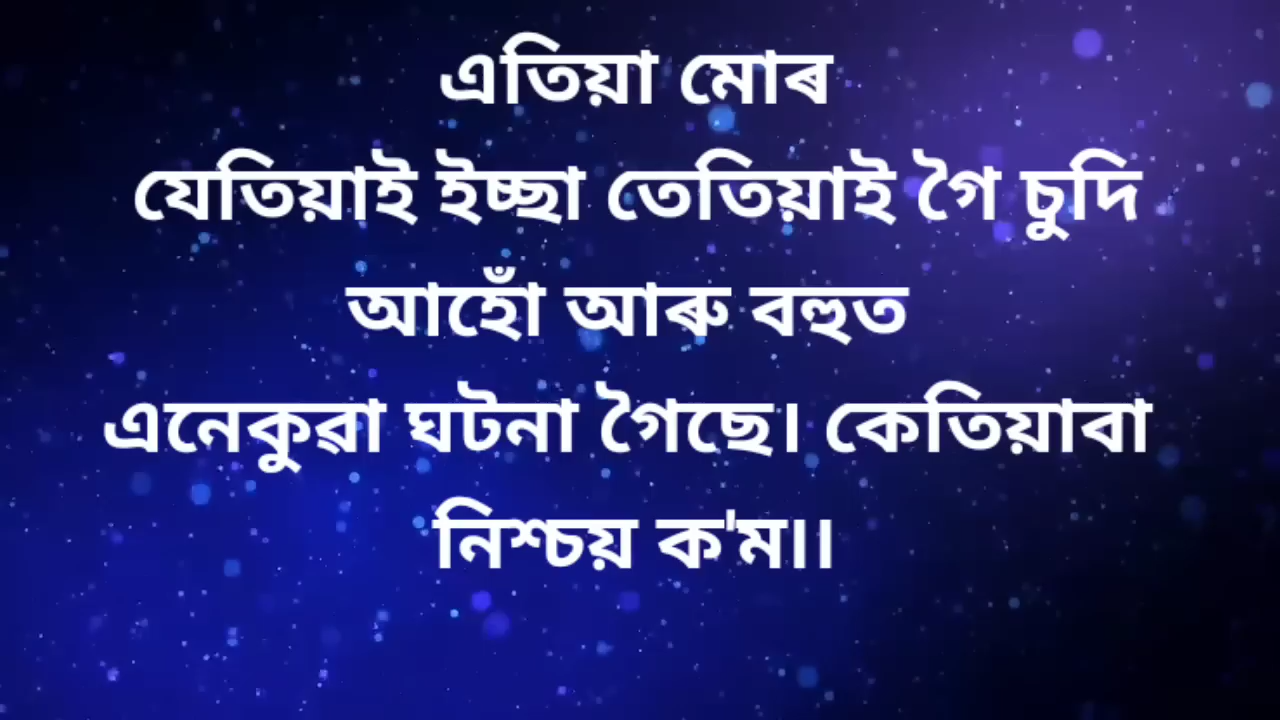 এতিয়া মোৰ
যেতিয়াই ইচ্ছা তেতিয়াই গৈ চুদি
আহোঁ আৰু বহুত
এনেকুৱা ঘটনা গৈছে। কেতিয়াবা
নিশ্চয় ক'ম।।